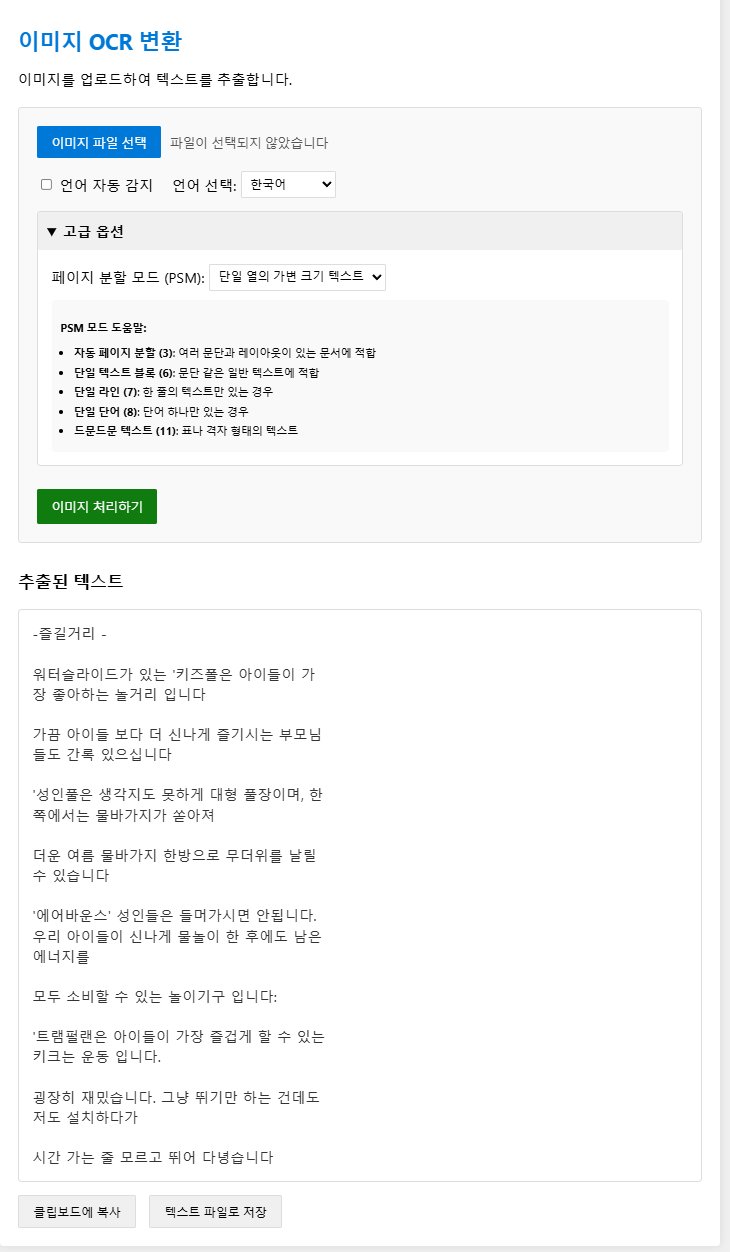 이미지 OCR 변환
이미지를 업로드하여 텍스트를 추출합니다.
이미지 파일 선택 파일이 선택되지 않았습니다
언어 자동 감지 언어 선택: 한국어
▼ 고급 옵션
페이지 분할 모드 (PSM): 단일 열의 가변 크기 텍스트
PSM 모드 도움말:
• 자동 페이지 분할 (3): 여러 문단과 레이아웃이 있는 문서에 적합
• 단일 텍스트 블록 (6): 문단 같은 일반 텍스트에 적합
• 단일 라인 (7): 한 줄의 텍스트만 있는 경우
• 단일 단어 (8): 단어 하나만 있는 경우
• 드문드문 텍스트 (11): 표나 격자 형태의 텍스트
이미지 처리하기
추출된 텍스트
-즐길거리 -
워터슬라이드가 있는 '키즈폴은 아이들이 가
장 좋아하는 놀거리 입니다
가끔 아이들 보다 더 신나게 즐기시는 부모님
들도 간록 있으십니다
'성인풀은 생각지도 못하게 대형 풀장이며, 한
쪽에서는 물바가지가 쏟아져
더운 여름 물바가지 한방으로 무더위를 날릴
수 있습니다
'에어바운스' 성인들은 들머가시면 안됩니다.
우리 아이들이 신나게 물놀이 한 후에도 남은
에너지를
모두 소비할 수 있는 놀이기구 입니다:
'트램펄랜은 아이들이 가장 즐겁게 할 수 있는
키크는 운동 입니다.
굉장히 재밌습니다. 그냥 뛰기만 하는 건데도
저도 설치하다가
시간 가는 줄 모르고 뛰어 다녕습니다
클립보드에 복사 텍스트 파일로 저장